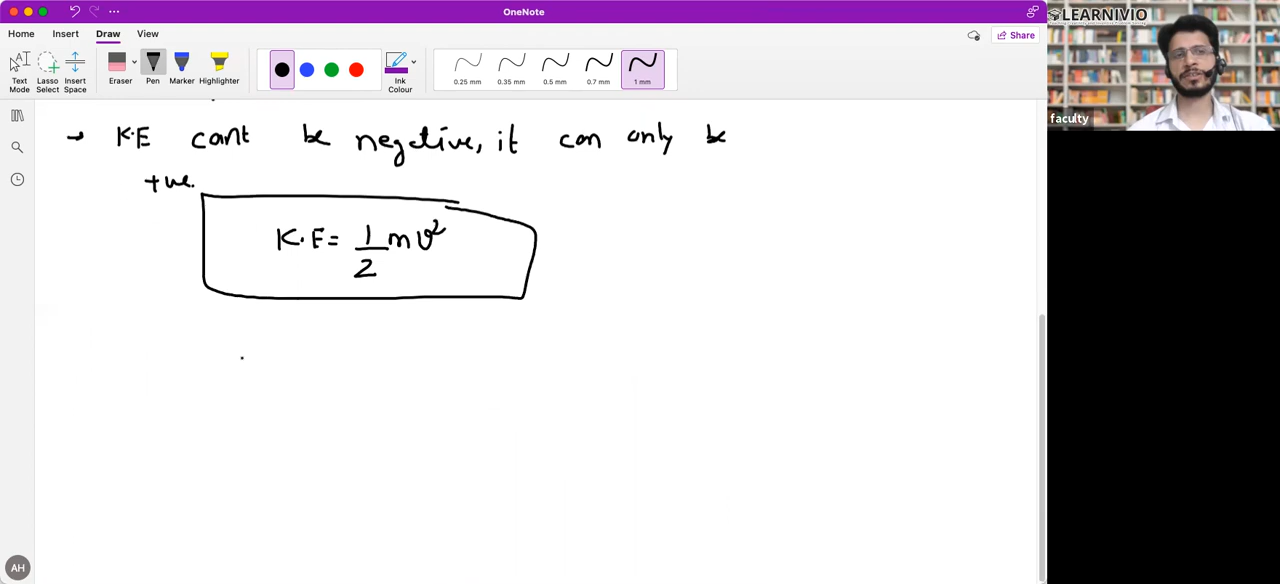 OneNote
Share
Home Insert Draw View
Text Mode
Lasso Select
Insert Space
Eraser
Pen
Marker
Highlighter
Ink Colour
0.25 mm
0.35 mm
0.5 mm
0.7 mm
1 mm
LEARNIVIO
faculty
→ K.E cant be negative, it can only be
+ve.
K.E = 1/2 mv²
AH